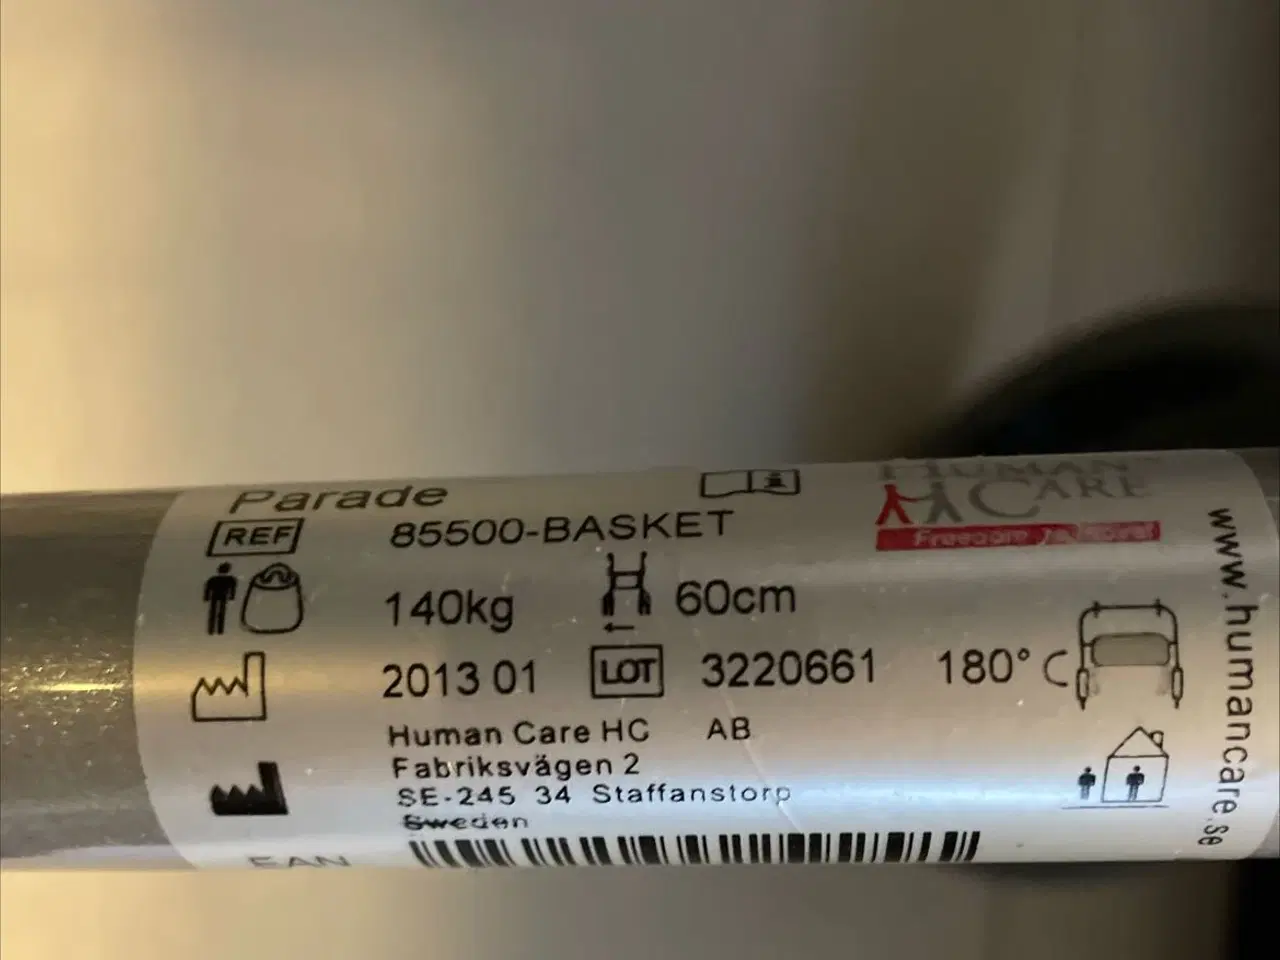 Parade
REF 85500-BASKET
HUMAN CARE
140kg 60cm
2013 01 LOT 3220661 180°
Human Care HC AB
Fabriksvägen 2
SE-245 34 Staffanstorp
Sweden
EAN
www.humancare.se